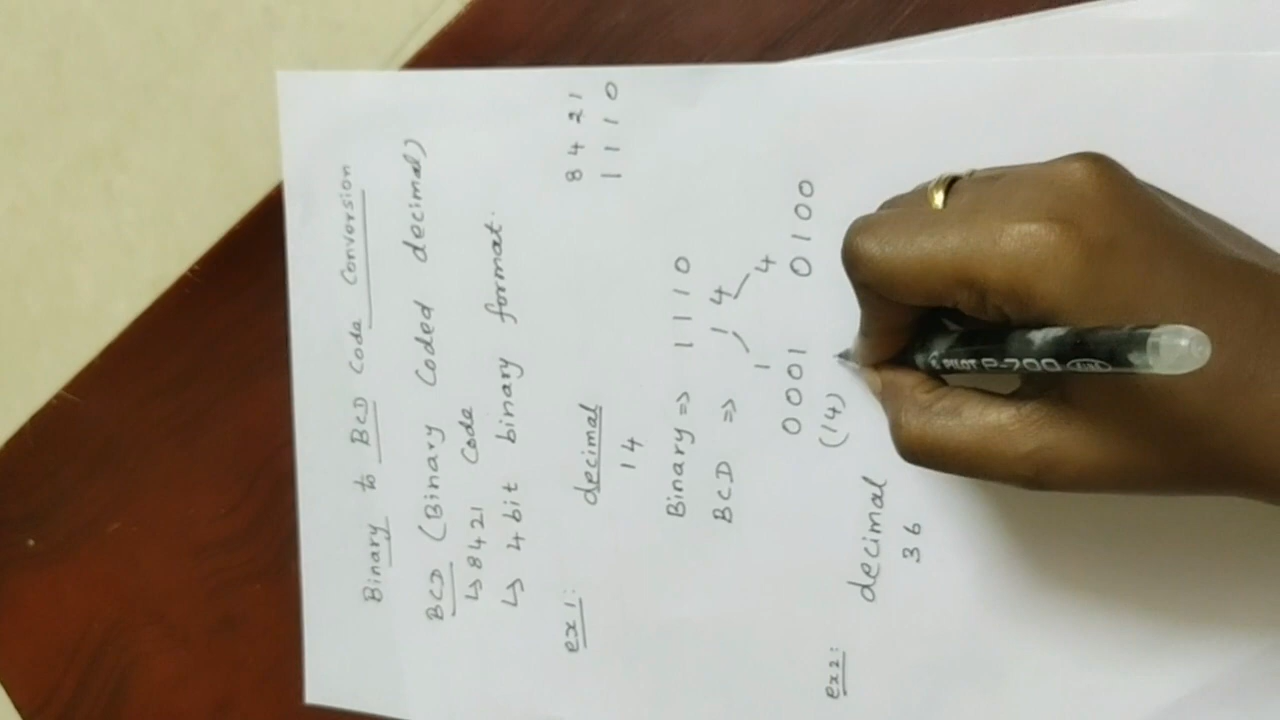 Binary to BCD Code Conversion
BCD (Binary Coded decimal)
↳ 8421 Code
↳ 4 bit binary format.
ex 1: decimal 8 4 2 1
14 1 1 1 0
Binary ⇒ 1 1 1 0
BCD ⇒ 1 4
1 4
0001 0100
(14)
ex2: decimal
36
PILOT P-700